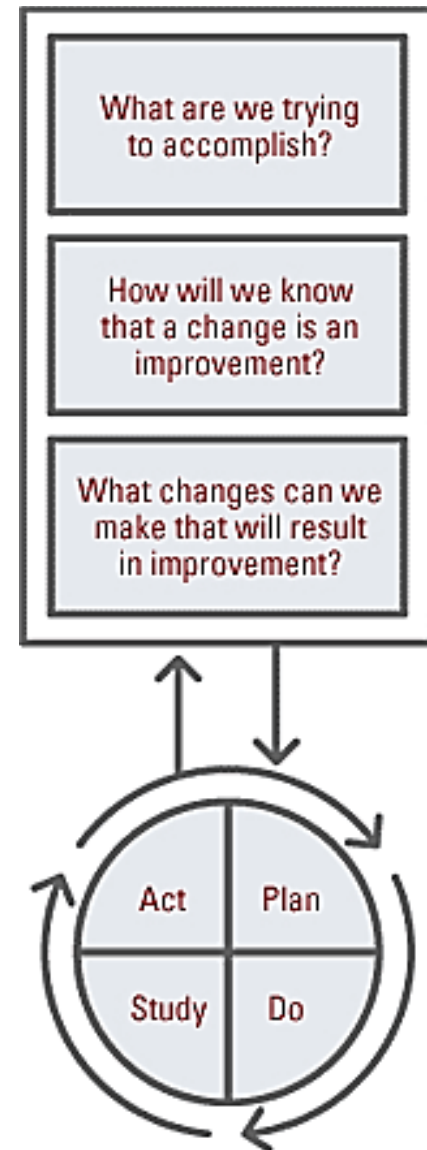 What are we trying
to accomplish?
How will we know
that a change is an
improvement?
What changes can we
make that will result
in improvement?
Act
Plan
Study
Do